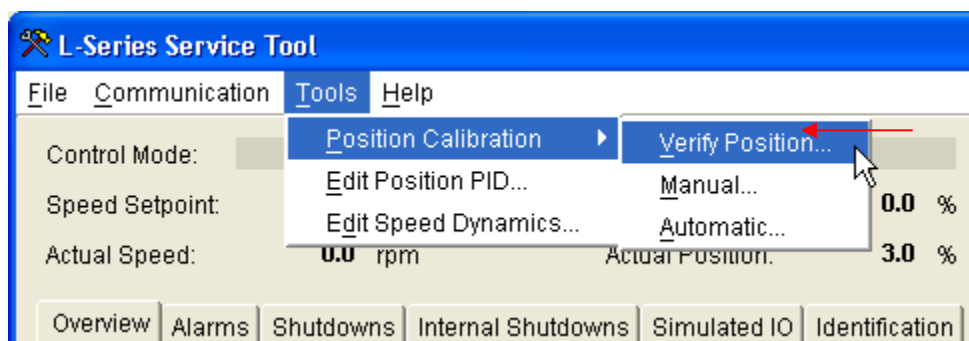 L-Series Service Tool
File Communication Tools Help
Position Calibration Verify Position...
Control Mode:
Edit Position PID... Manual...
Speed Setpoint: 0.0 %
Edit Speed Dynamics... Automatic...
Actual Speed: 0.0 rpm Actual Position: 3.0 %
Overview Alarms Shutdowns Internal Shutdowns Simulated IO Identification